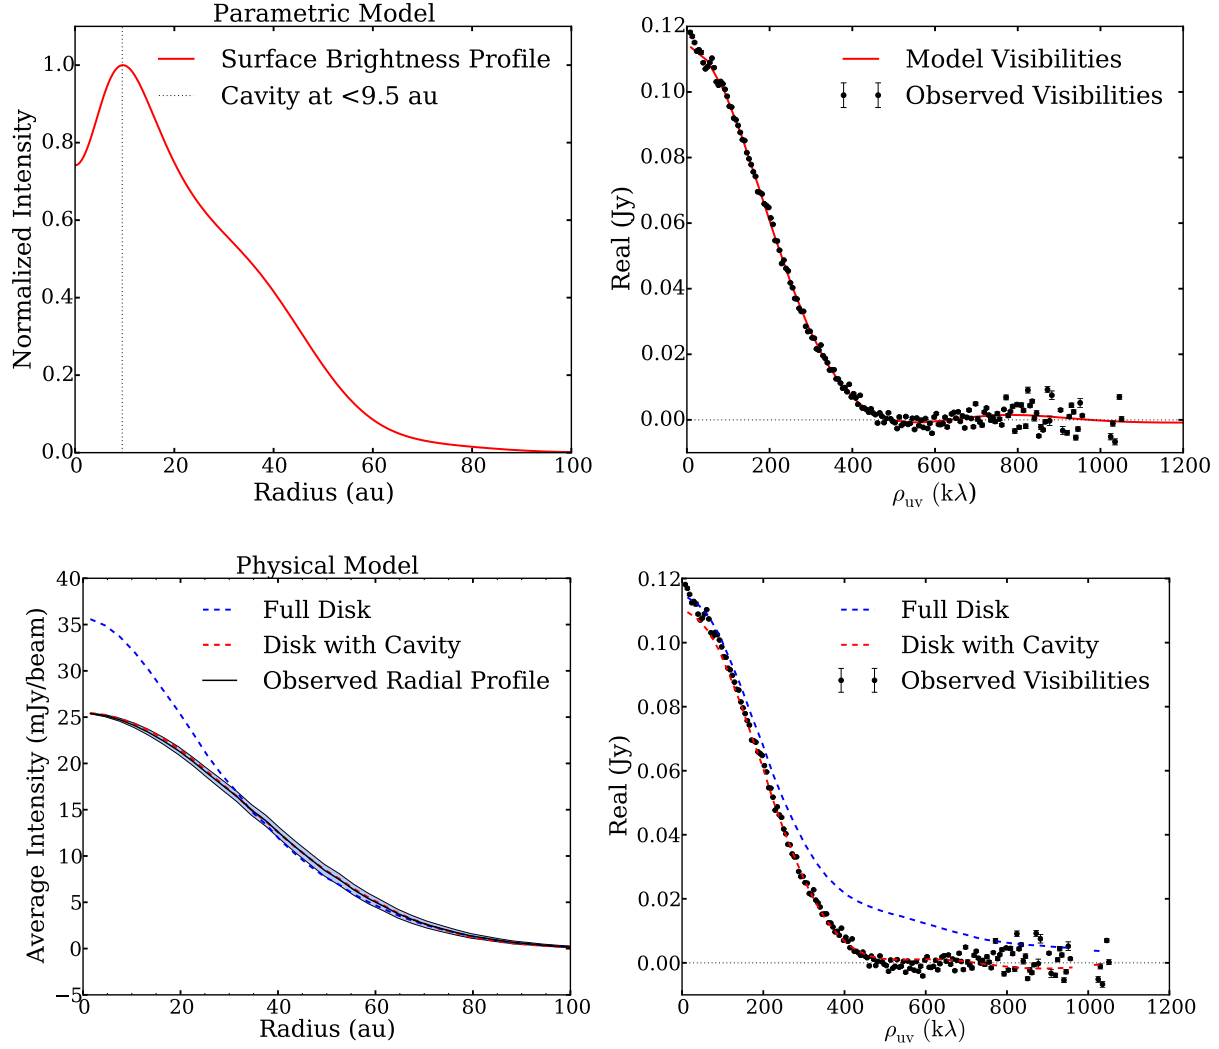 Parametric Model
Surface Brightness Profile
Cavity at <9.5 au
Normalized Intensity
1.0
0.8
0.6
0.4
0.2
0.0
0 20 40 60 80 100
Radius (au)
Model Visibilities
Observed Visibilities
Real (Jy)
0.12
0.10
0.08
0.06
0.04
0.02
0.00
0 200 400 600 800 1000 1200
ρuv (kλ)
Physical Model
Full Disk
Disk with Cavity
Observed Radial Profile
Average Intensity (mJy/beam)
40
35
30
25
20
15
10
5
0
−5
0 20 40 60 80 100
Radius (au)
Full Disk
Disk with Cavity
Observed Visibilities
Real (Jy)
0.12
0.10
0.08
0.06
0.04
0.02
0.00
0 200 400 600 800 1000 1200
ρuv (kλ)